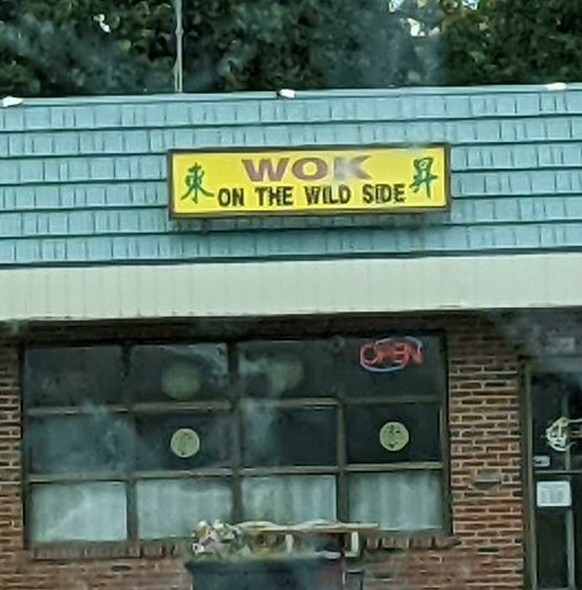 WOK
東 ON THE WILD SIDE 昇
OPEN